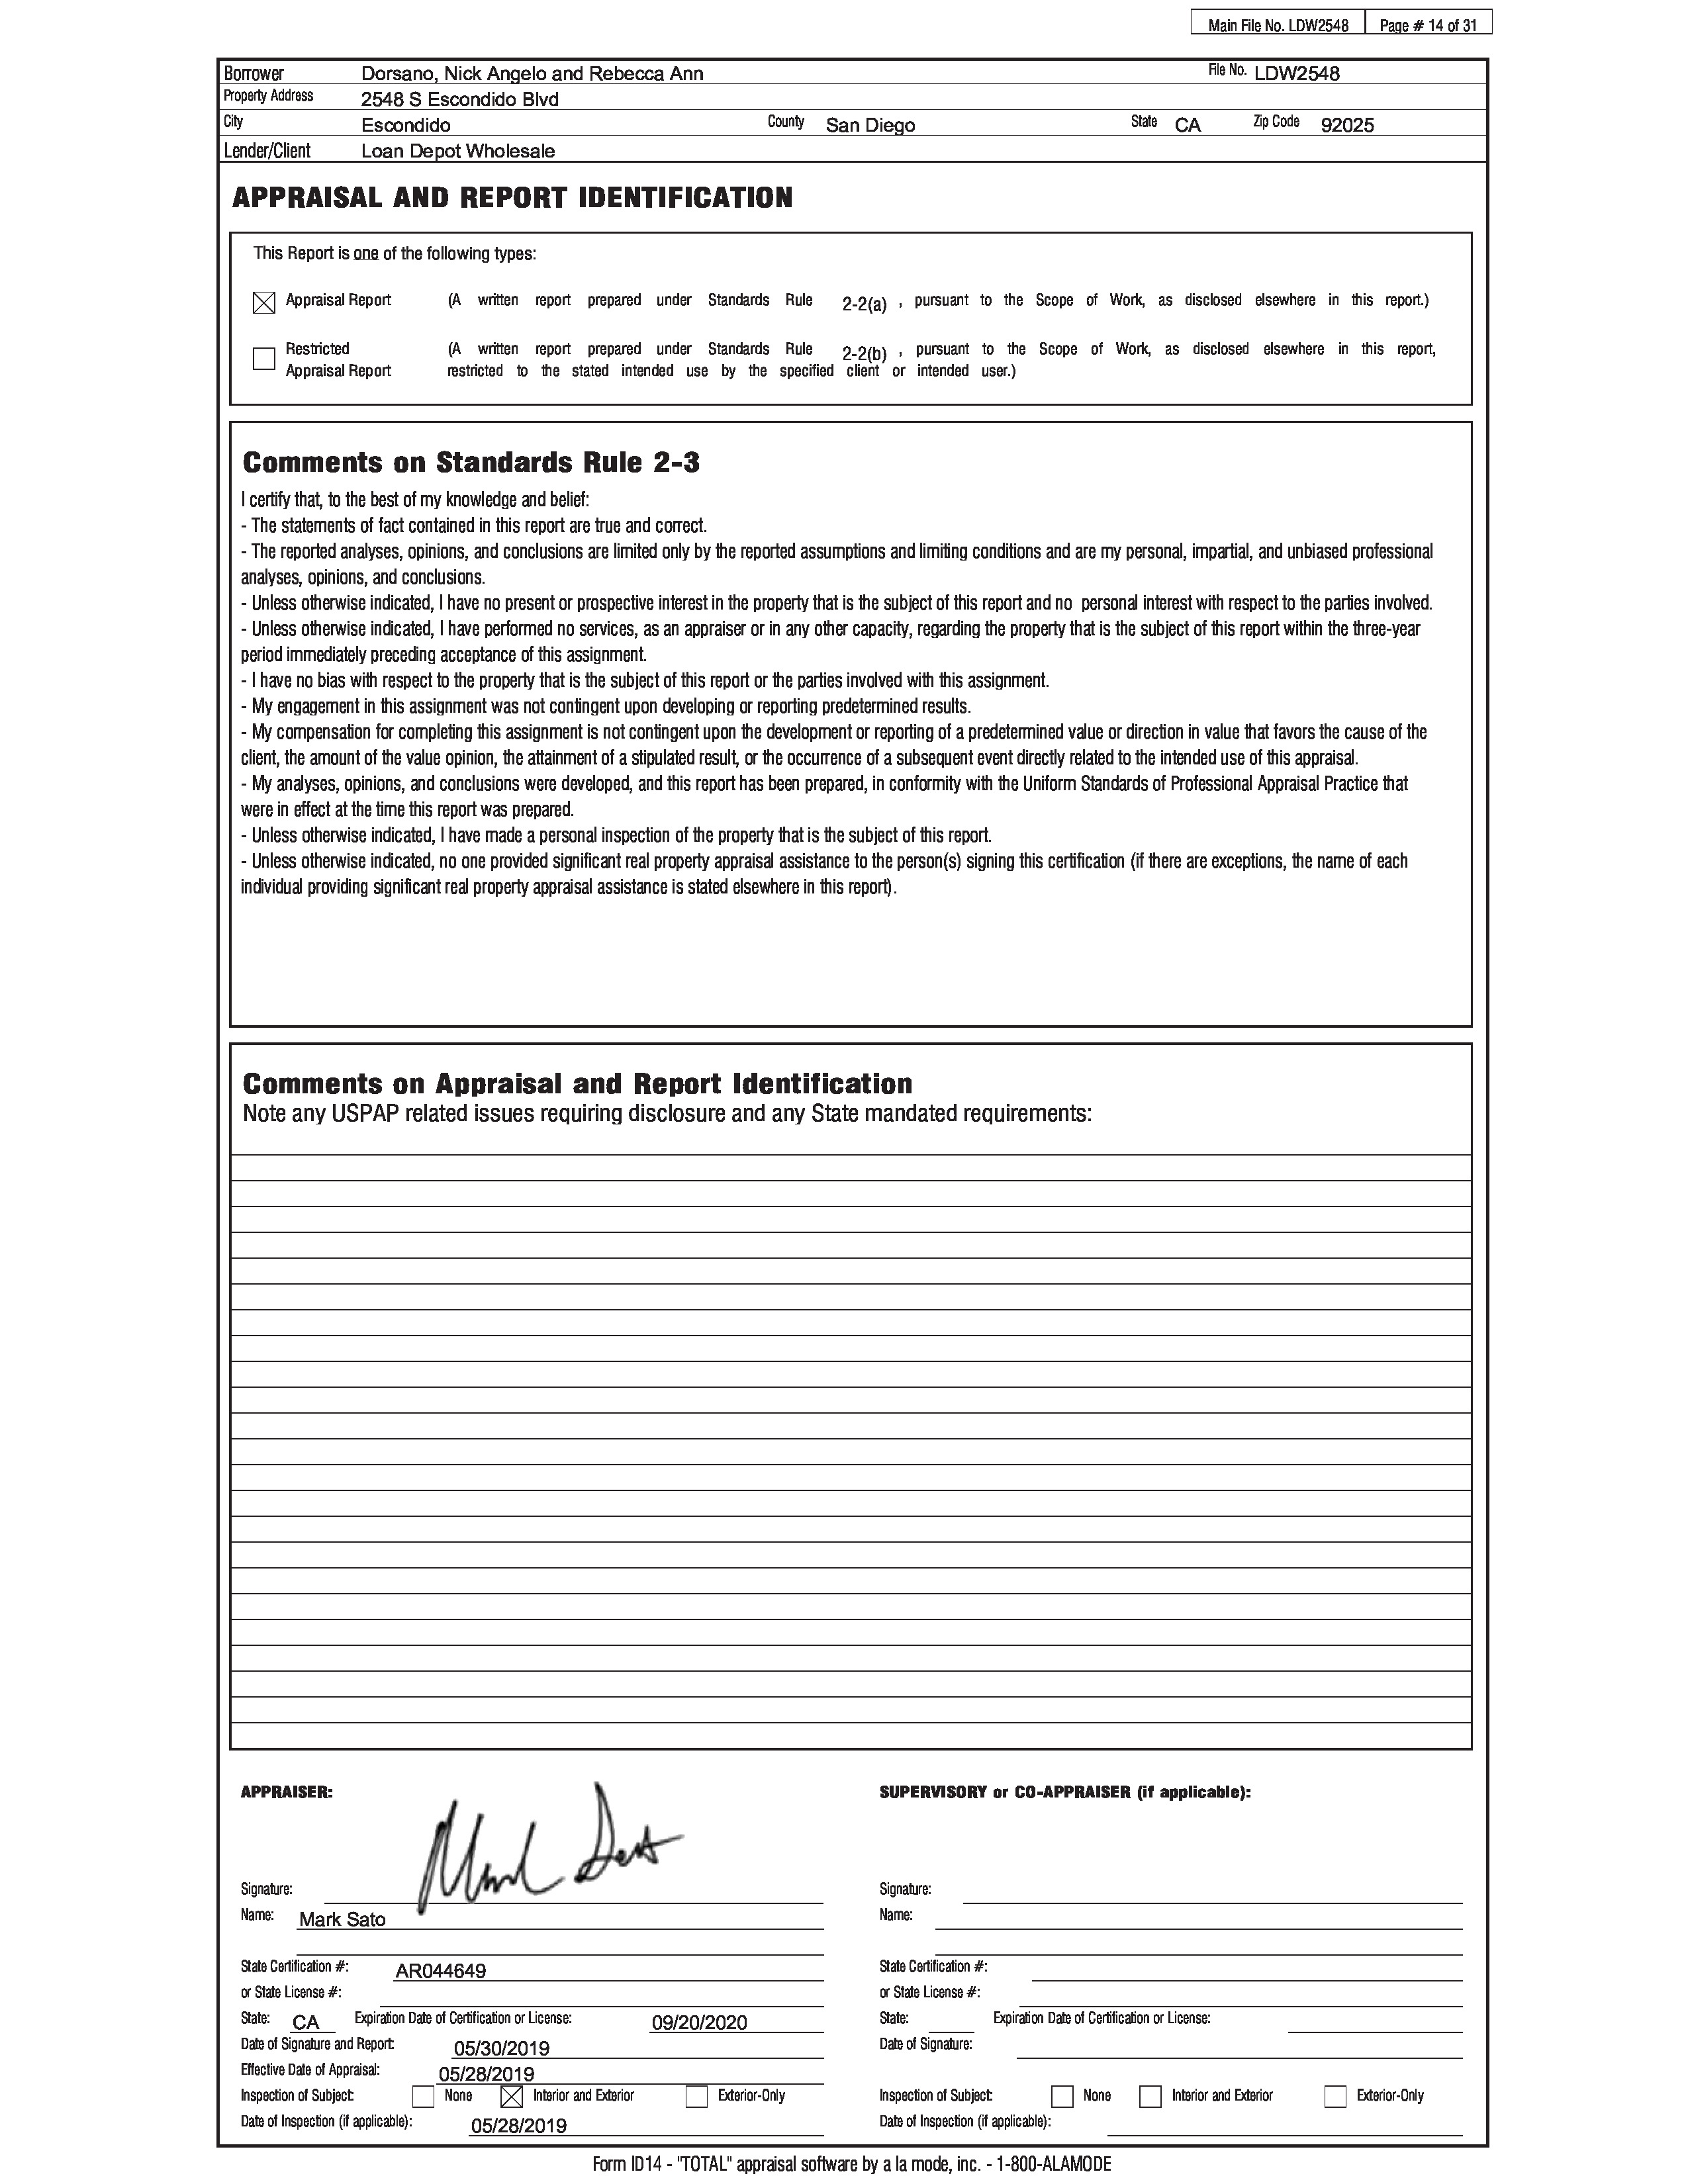 Main File No. LDW2548 Page # 14 of 31
Borrower Dorsano, Nick Angelo and Rebecca Ann File No. LDW2548
Property Address 2548 S Escondido Blvd
City Escondido County San Diego State CA Zip Code 92025
Lender/Client Loan Depot Wholesale
APPRAISAL AND REPORT IDENTIFICATION
This Report is one of the following types:
Appraisal Report (A written report prepared under Standards Rule 2-2(a) , pursuant to the Scope of Work, as disclosed elsewhere in this report.)
Restricted (A written report prepared under Standards Rule 2-2(b) , pursuant to the Scope of Work, as disclosed elsewhere in this report,
Appraisal Report restricted to the stated intended use by the specified client or intended user.)
Comments on Standards Rule 2-3
I certify that, to the best of my knowledge and belief:
- The statements of fact contained in this report are true and correct.
- The reported analyses, opinions, and conclusions are limited only by the reported assumptions and limiting conditions and are my personal, impartial, and unbiased professional
analyses, opinions, and conclusions.
- Unless otherwise indicated, I have no present or prospective interest in the property that is the subject of this report and no personal interest with respect to the parties involved.
- Unless otherwise indicated, I have performed no services, as an appraiser or in any other capacity, regarding the property that is the subject of this report within the three-year
period immediately preceding acceptance of this assignment.
- I have no bias with respect to the property that is the subject of this report or the parties involved with this assignment.
- My engagement in this assignment was not contingent upon developing or reporting predetermined results.
- My compensation for completing this assignment is not contingent upon the development or reporting of a predetermined value or direction in value that favors the cause of the
client, the amount of the value opinion, the attainment of a stipulated result, or the occurrence of a subsequent event directly related to the intended use of this appraisal.
- My analyses, opinions, and conclusions were developed, and this report has been prepared, in conformity with the Uniform Standards of Professional Appraisal Practice that
were in effect at the time this report was prepared.
- Unless otherwise indicated, I have made a personal inspection of the property that is the subject of this report.
- Unless otherwise indicated, no one provided significant real property appraisal assistance to the person(s) signing this certification (if there are exceptions, the name of each
individual providing significant real property appraisal assistance is stated elsewhere in this report).
Comments on Appraisal and Report Identification
Note any USPAP related issues requiring disclosure and any State mandated requirements:
APPRAISER: SUPERVISORY or CO-APPRAISER (if applicable):
Signature: Signature:
Name: Mark Sato Name:
State Certification #: AR044649 State Certification #:
or State License #: or State License #:
State: CA Expiration Date of Certification or License: 09/20/2020 State: Expiration Date of Certification or License:
Date of Signature and Report: 05/30/2019 Date of Signature:
Effective Date of Appraisal: 05/28/2019
Inspection of Subject: None Interior and Exterior Exterior-Only Inspection of Subject: None Interior and Exterior Exterior-Only
Date of Inspection (if applicable): 05/28/2019 Date of Inspection (if applicable):
Form ID14 - "TOTAL" appraisal software by a la mode, inc. - 1-800-ALAMODE